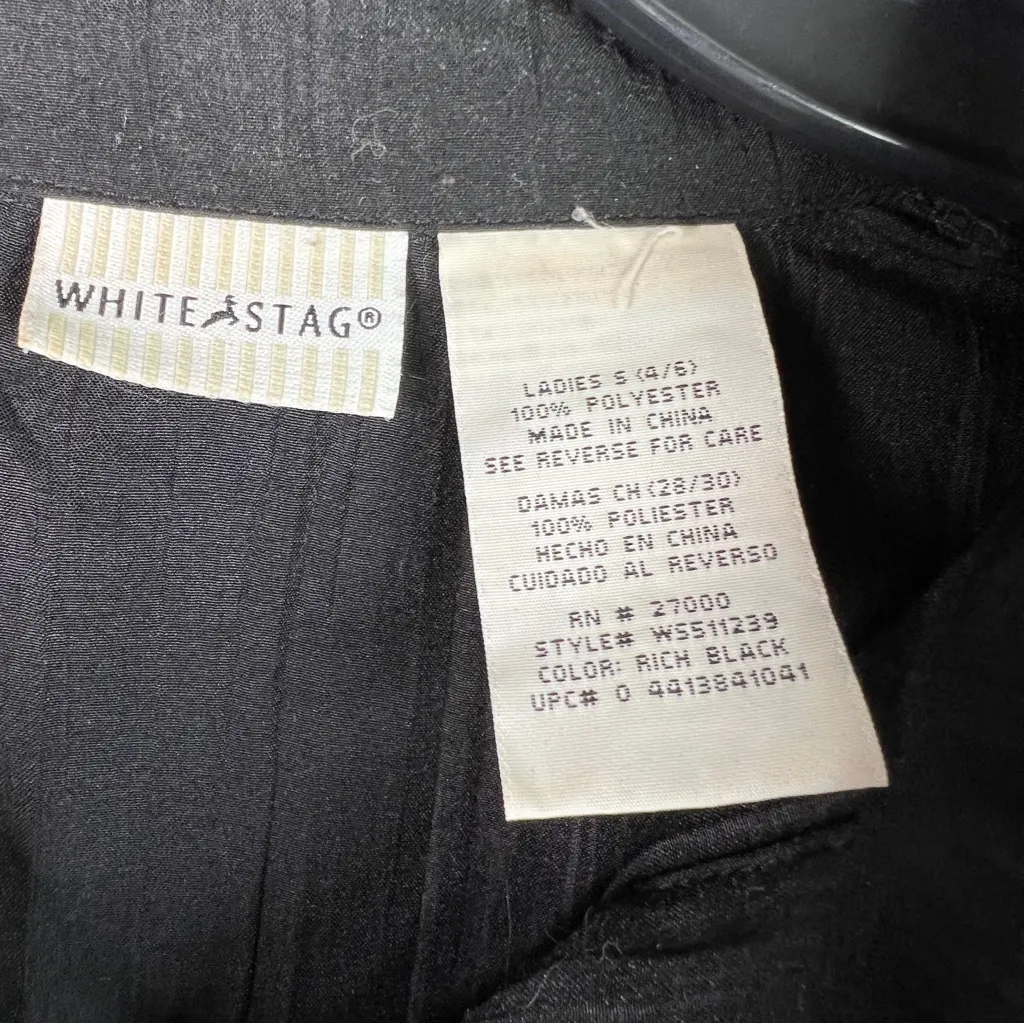 WHITE STAG®
LADIES S (4/6)
100% POLYESTER
MADE IN CHINA
SEE REVERSE FOR CARE
DAMAS CH (28/30)
100% POLIESTER
HECHO EN CHINA
CUIDADO AL REVERSO
RN # 27000
STYLE# WS511239
COLOR: RICH BLACK
UPC# 0 4413841041